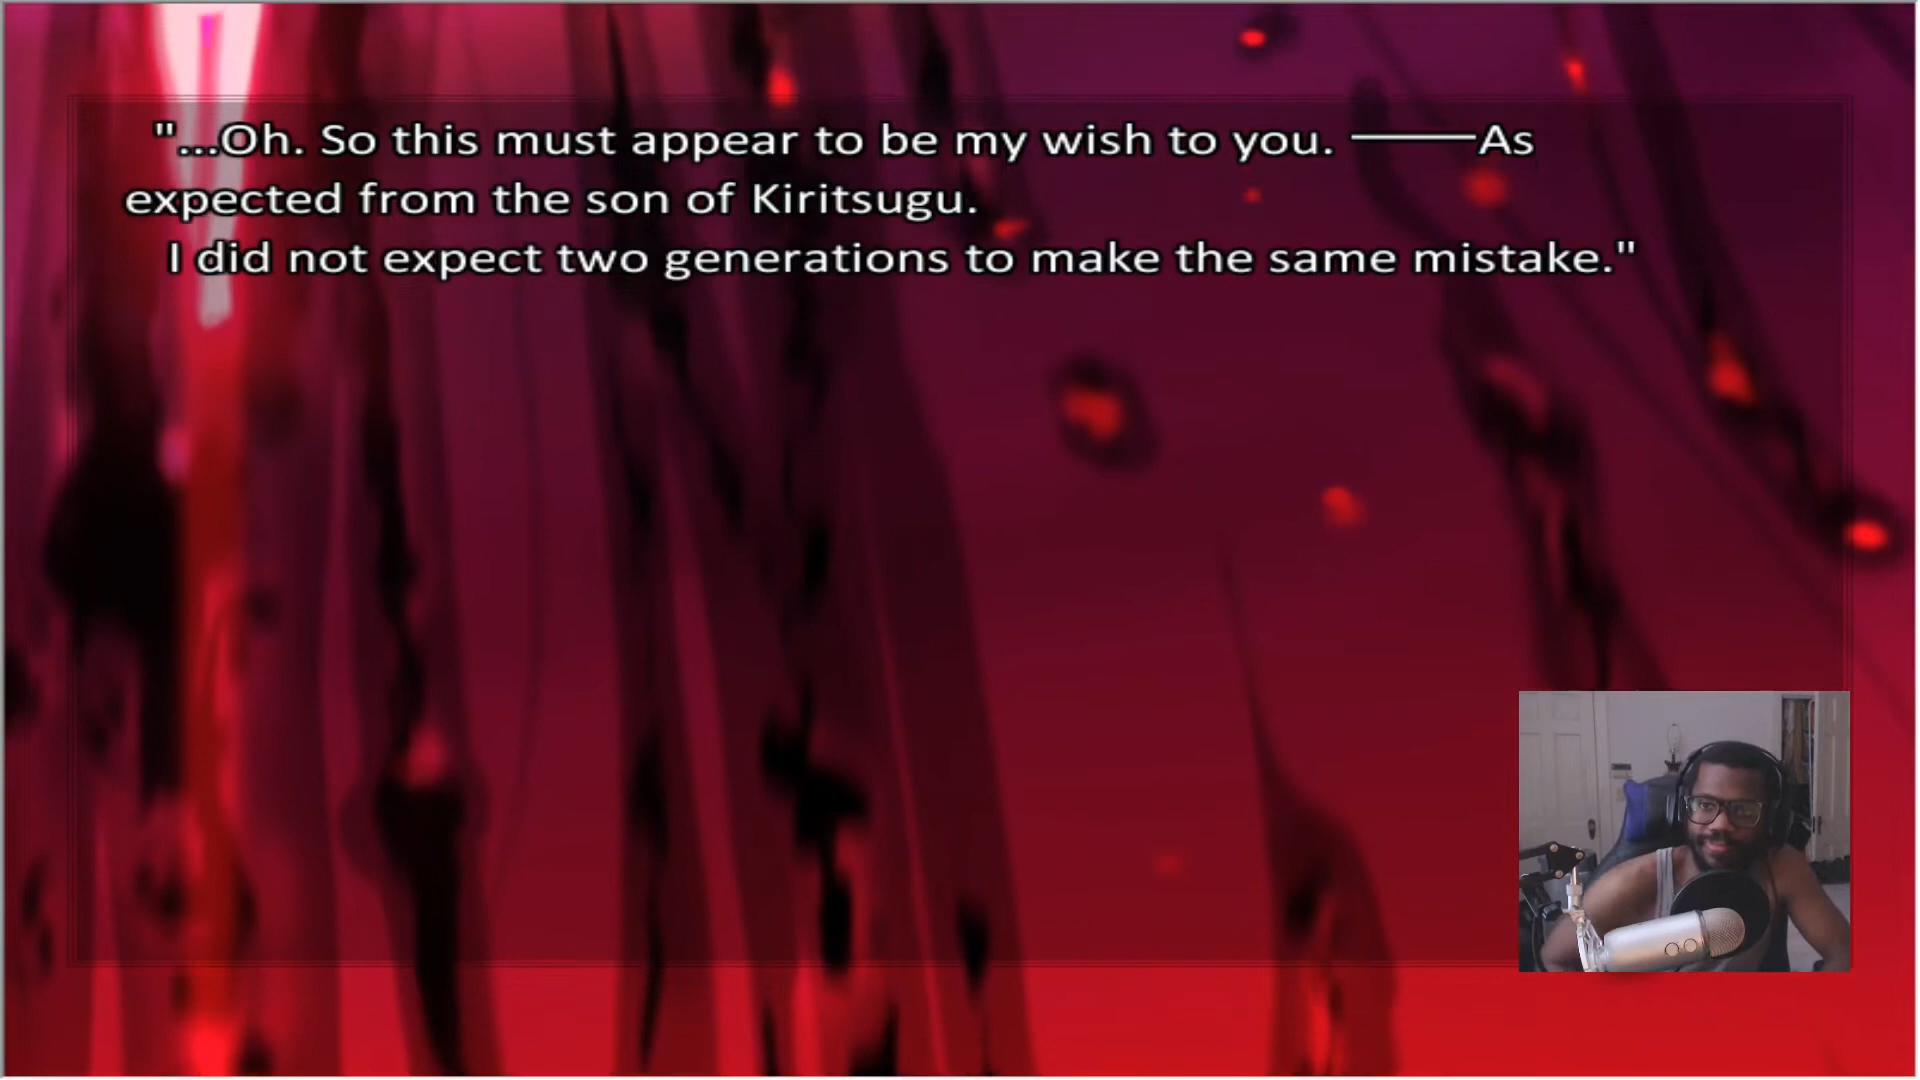 "...Oh. So this must appear to be my wish to you. ―――As
expected from the son of Kiritsugu.
I did not expect two generations to make the same mistake."